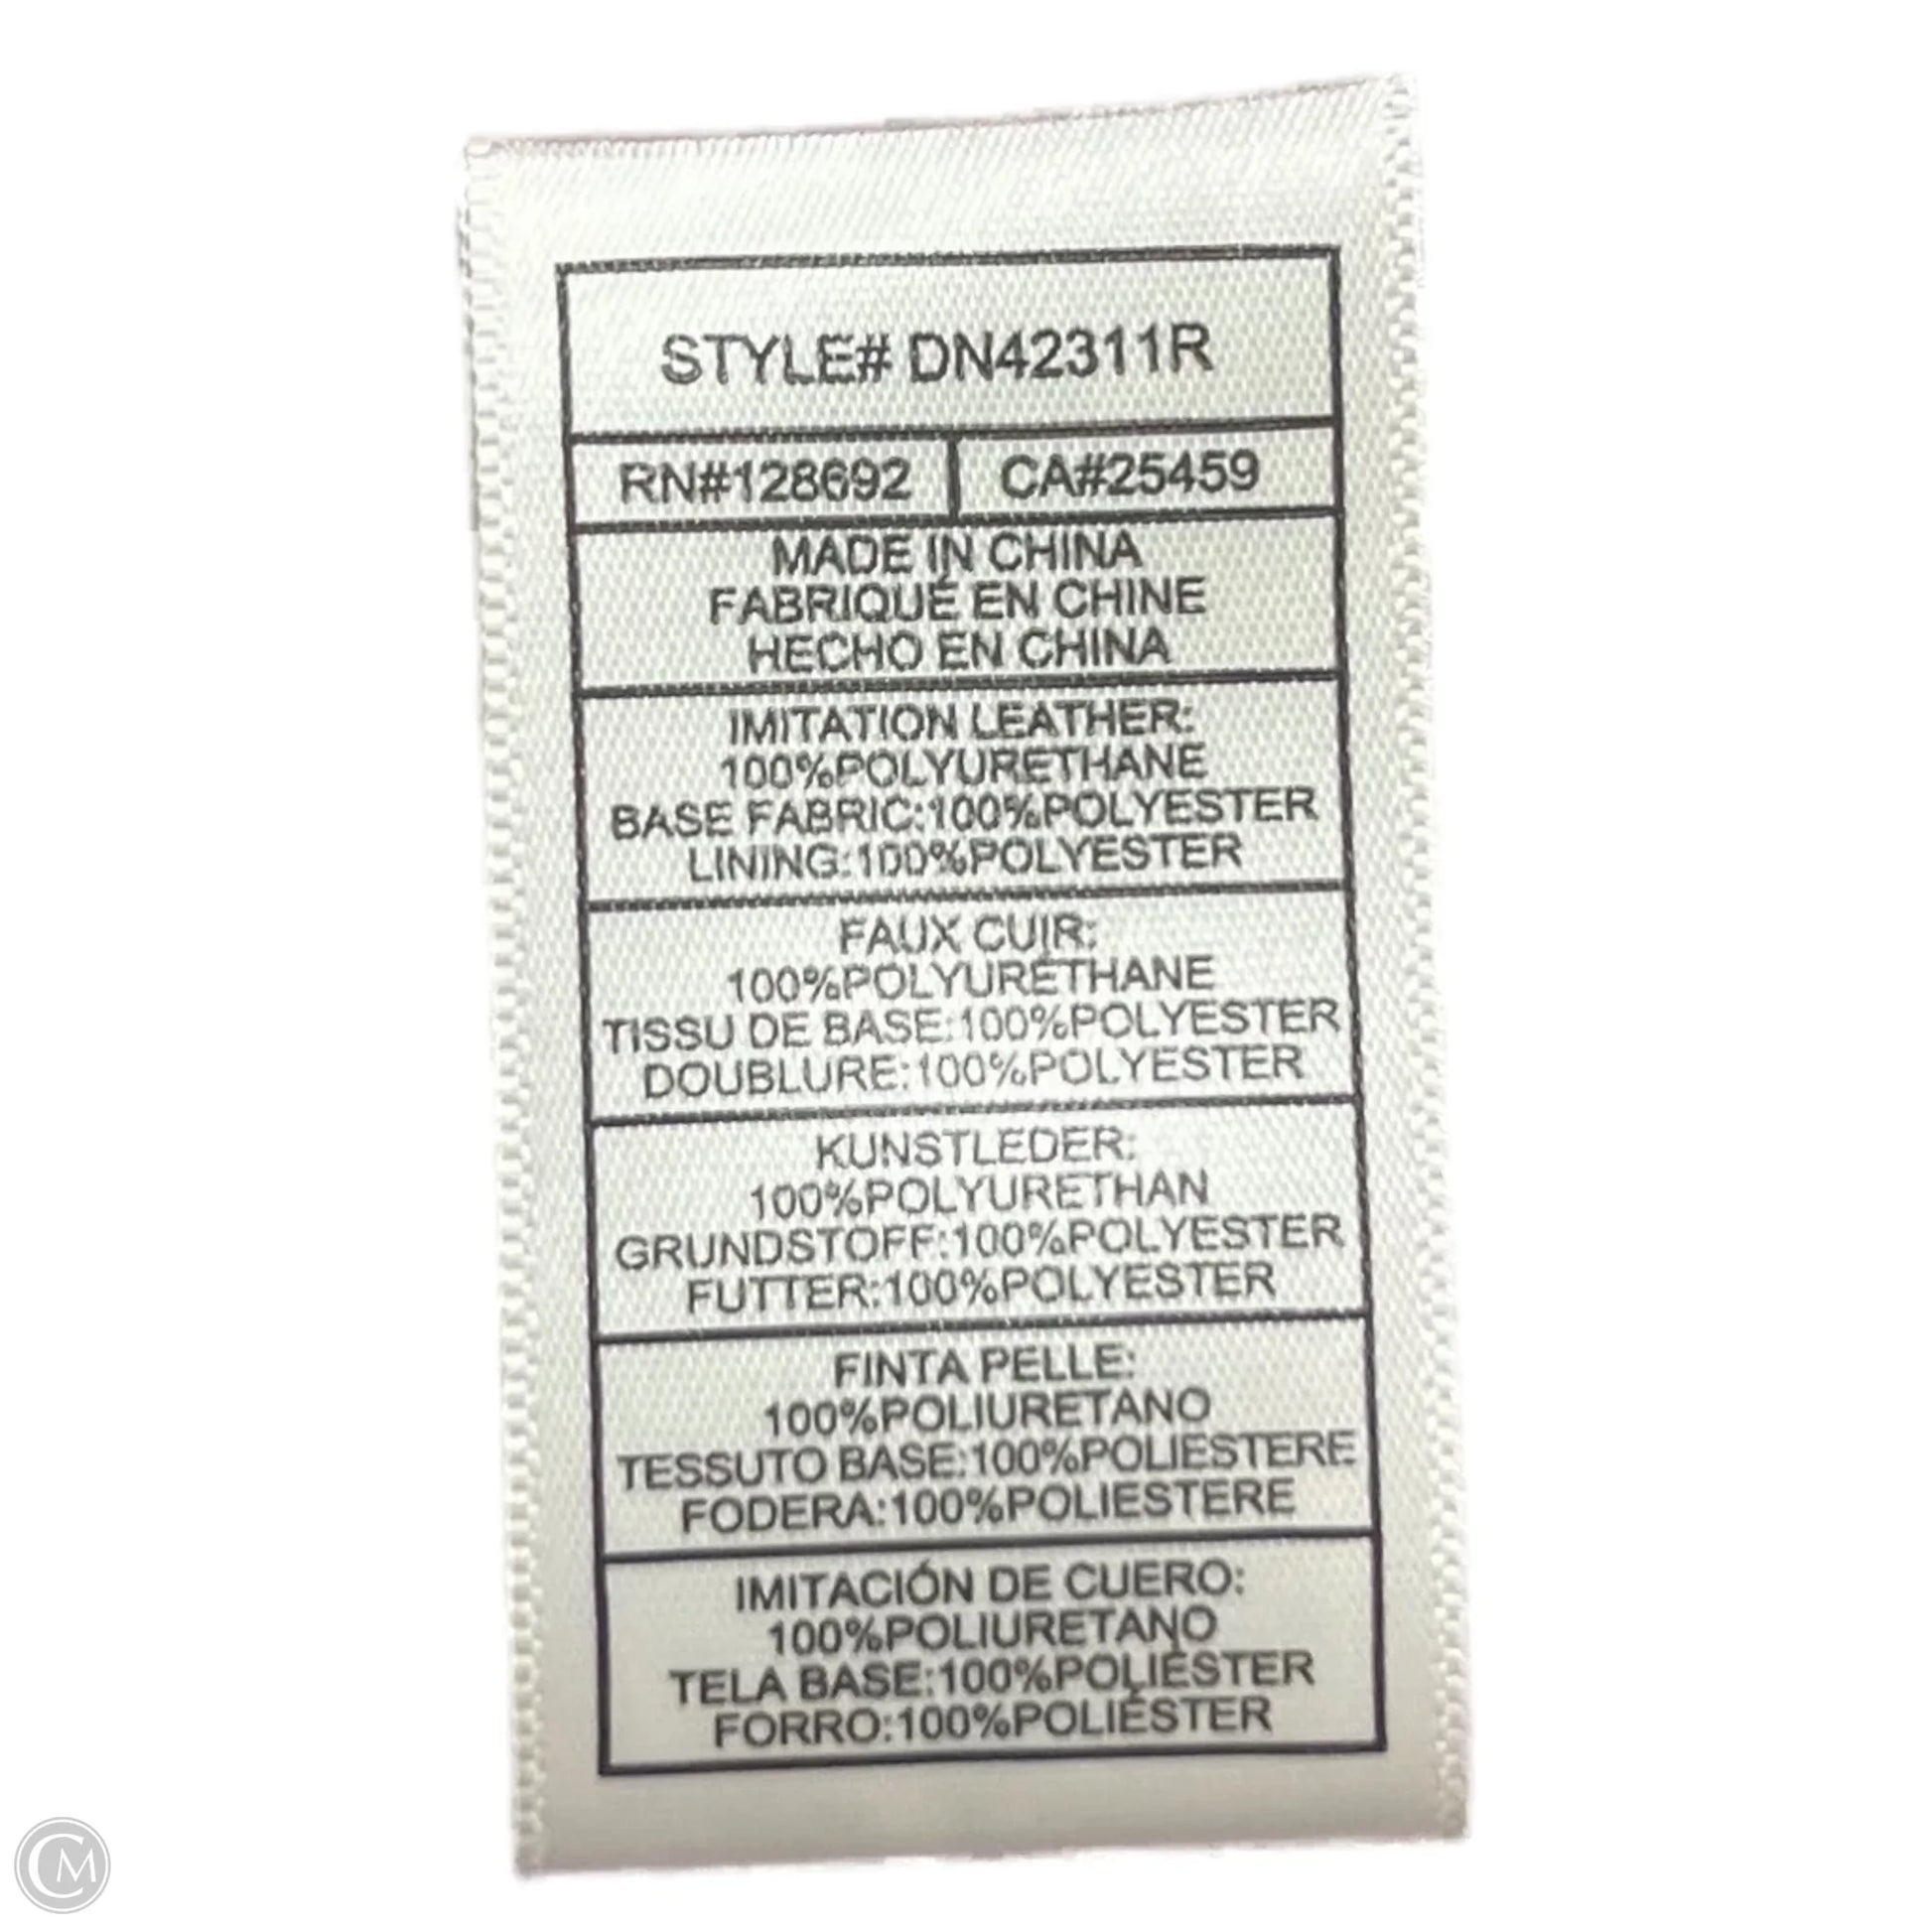 STYLE# DN42311R
RN#128692 CA#25459
MADE IN CHINA
FABRIQUÉ EN CHINE
HECHO EN CHINA
IMITATION LEATHER:
100%POLYURETHANE
BASE FABRIC:100%POLYESTER
LINING:100%POLYESTER
FAUX CUIR:
100%POLYURÉTHANE
TISSU DE BASE:100%POLYESTER
DOUBLURE:100%POLYESTER
KUNSTLEDER:
100%POLYURETHAN
GRUNDSTOFF:100%POLYESTER
FUTTER:100%POLYESTER
FINTA PELLE:
100%POLIURETANO
TESSUTO BASE:100%POLIESTERE
FODERA:100%POLIESTERE
IMITACIÓN DE CUERO:
100%POLIURETANO
TELA BASE:100%POLIÉSTER
FORRO:100%POLIÉSTER
CM